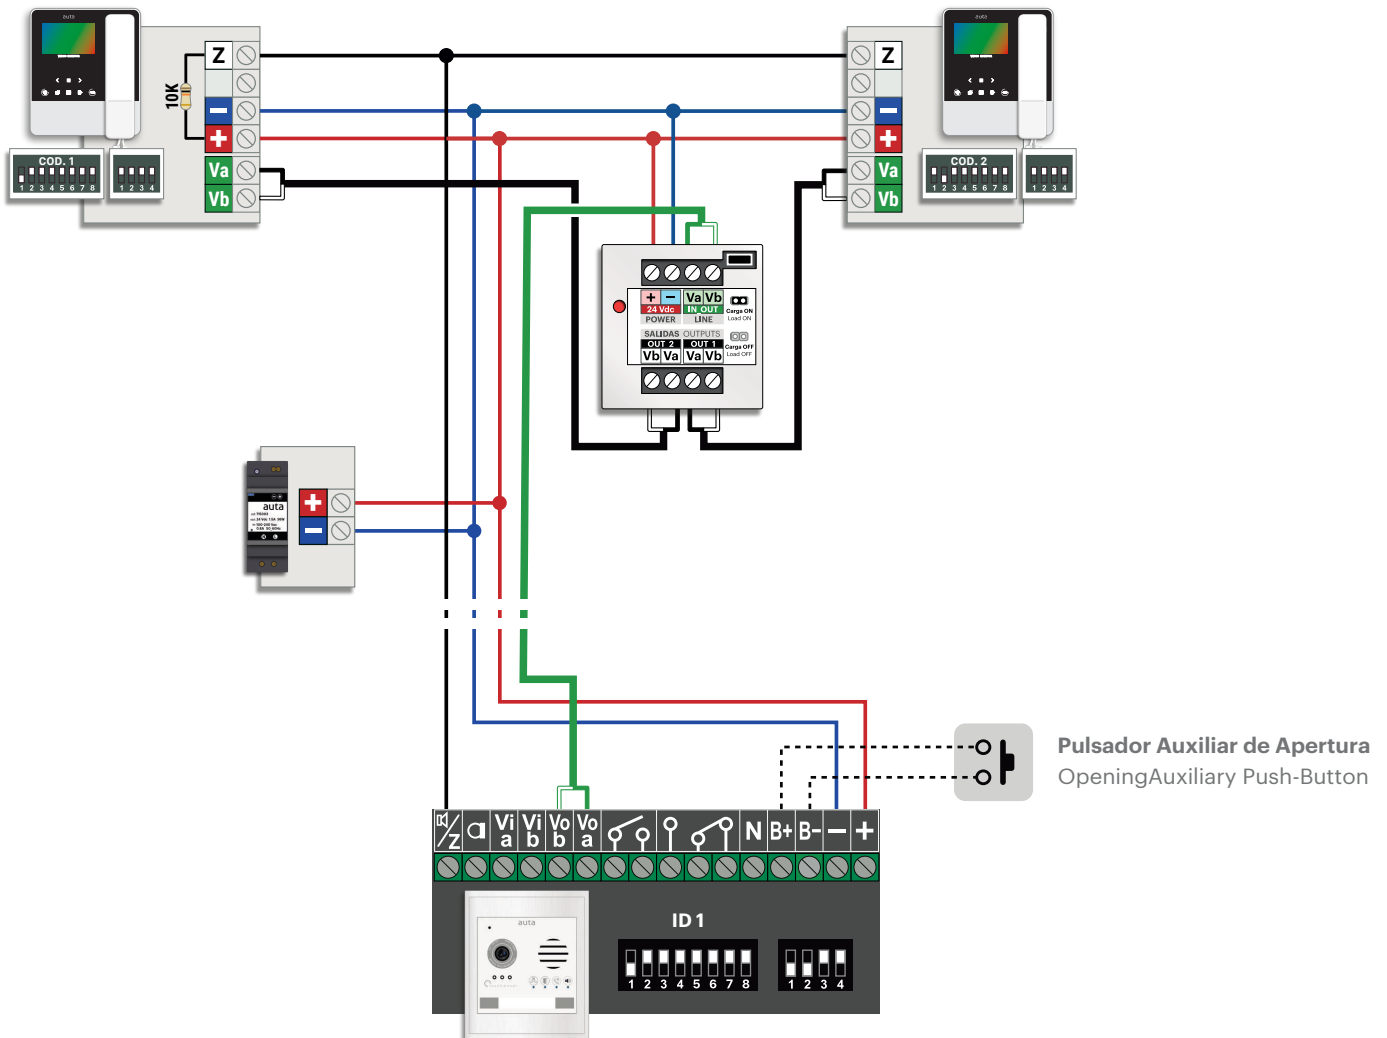 auta
auta
Z
10K
−
+
Va
Vb
COD. 1
1 2 3 4 5 6 7 8
1 2 3 4
Z
−
+
Va
Vb
COD. 2
1 2 3 4 5 6 7 8
1 2 3 4
+ − Va Vb
24 Vdc IN_OUT
POWER LINE
Carga ON
Load ON
SALIDAS OUTPUTS
OUT 2 OUT 1
Vb Va Va Vb
Carga OFF
Load OFF
auta
+
−
Pulsador Auxiliar de Apertura
OpeningAuxiliary Push-Button
/Z Vi a Vi b Vo b Vo a N B+ B− − +
auta
ID 1
1 2 3 4 5 6 7 8
1 2 3 4